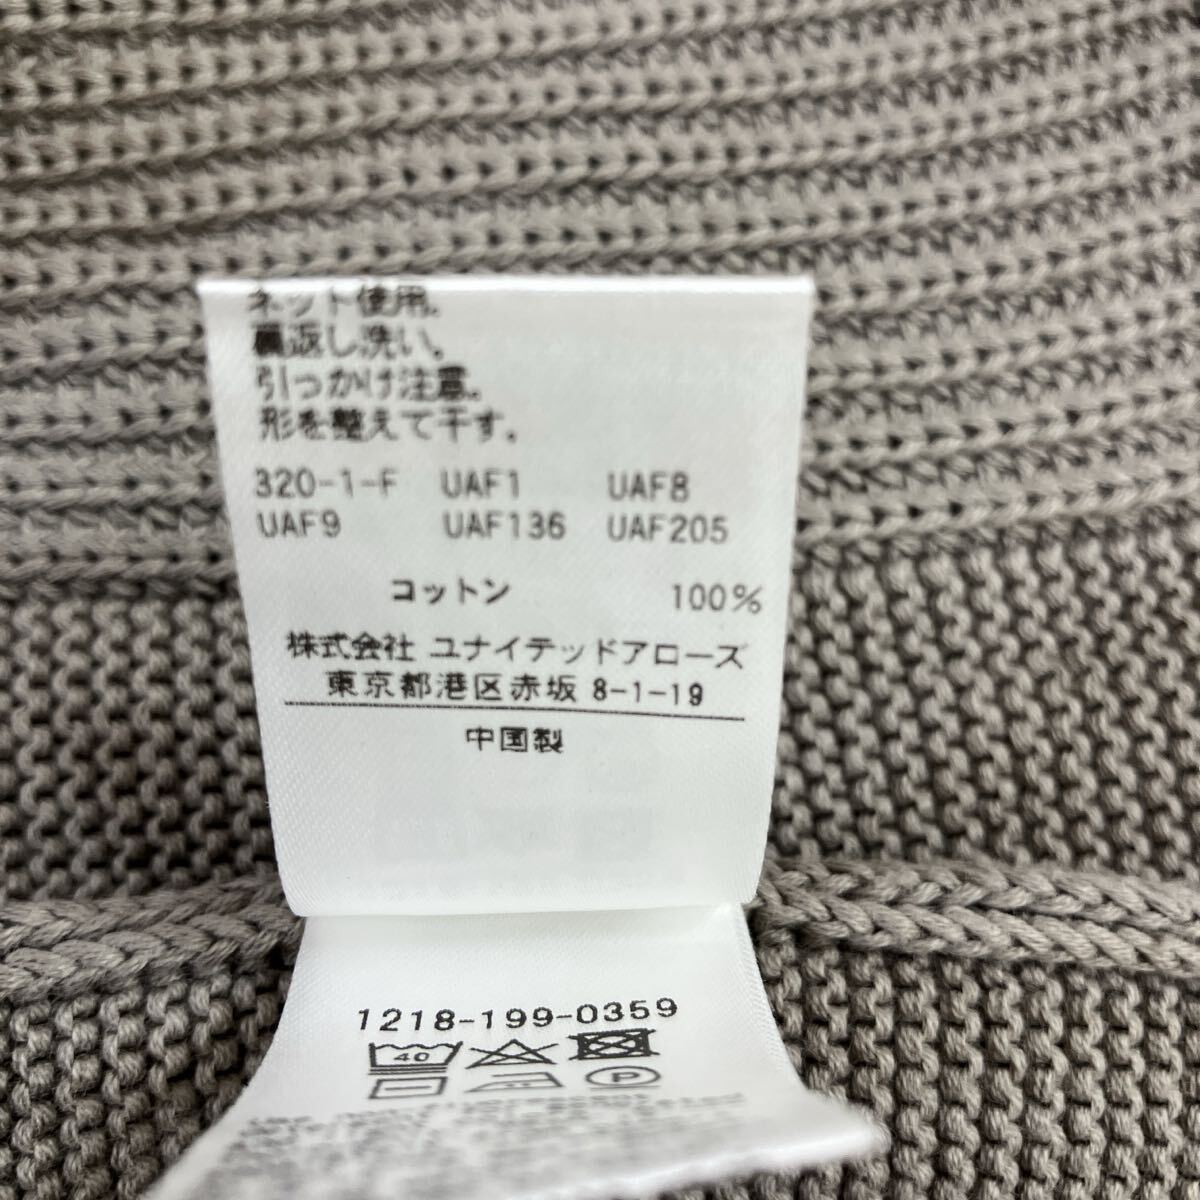 ネット使用。
裏返し洗い。
引っかけ注意。
形を整えて干す。
320-1-F UAF1 UAF8
UAF9 UAF136 UAF205
コットン 100%
株式会社 ユナイテッドアローズ
東京都港区赤坂 8-1-19
中国製
1218-199-0359
40
P